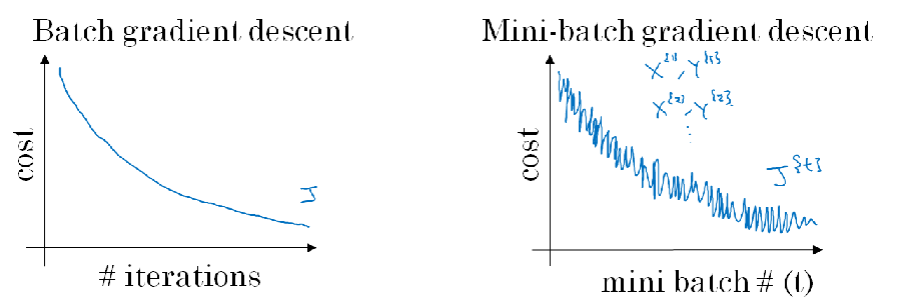 Batch gradient descent
cost
J
# iterations
Mini-batch gradient descent
X^{1}, Y^{1}
X^{2}, Y^{2}
⋮
cost
J^{t}
mini batch # (t)